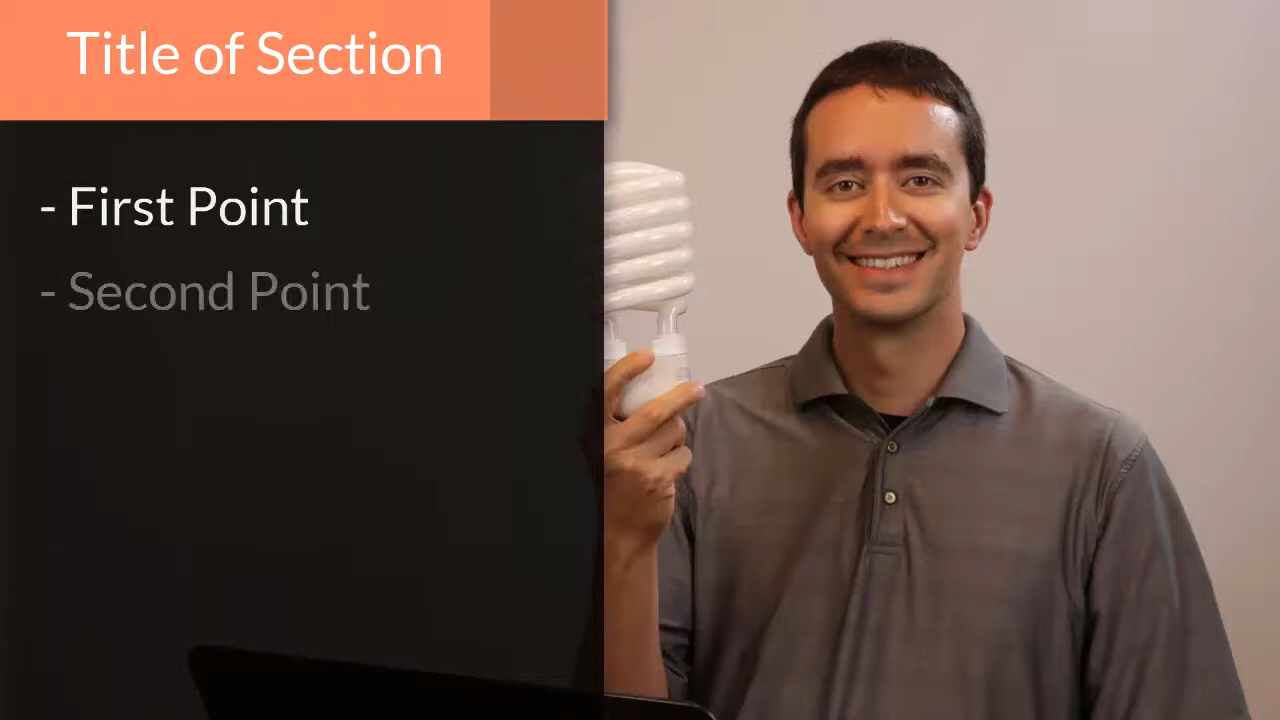 Title of Section
- First Point
- Second Point